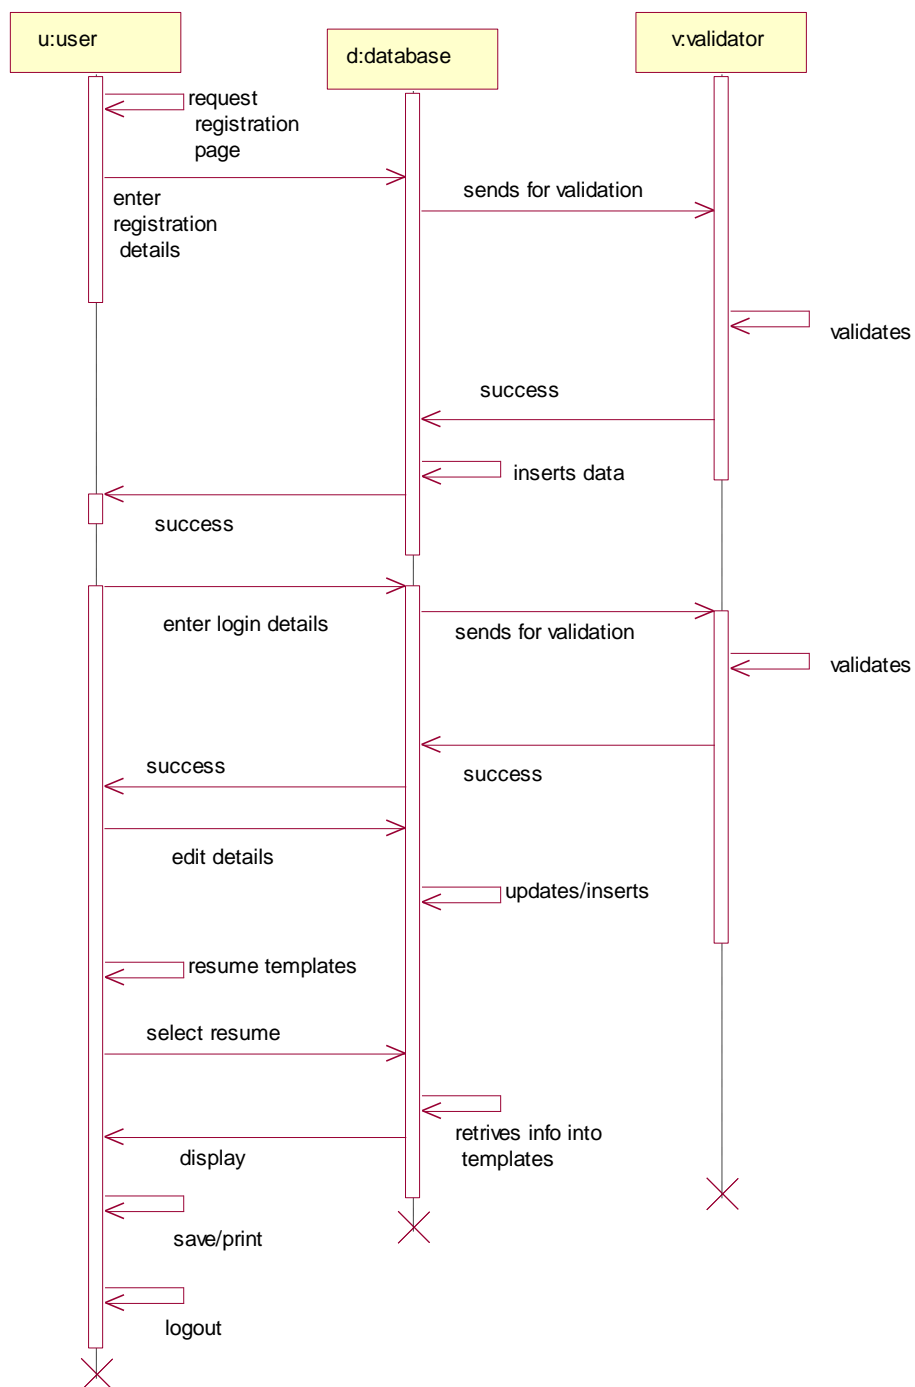 u:user
d:database
v:validator
request
registration
page
enter
registration
details
sends for validation
validates
success
inserts data
success
enter login details
sends for validation
validates
success
success
edit details
updates/inserts
resume templates
select resume
retrives info into
templates
display
save/print
logout